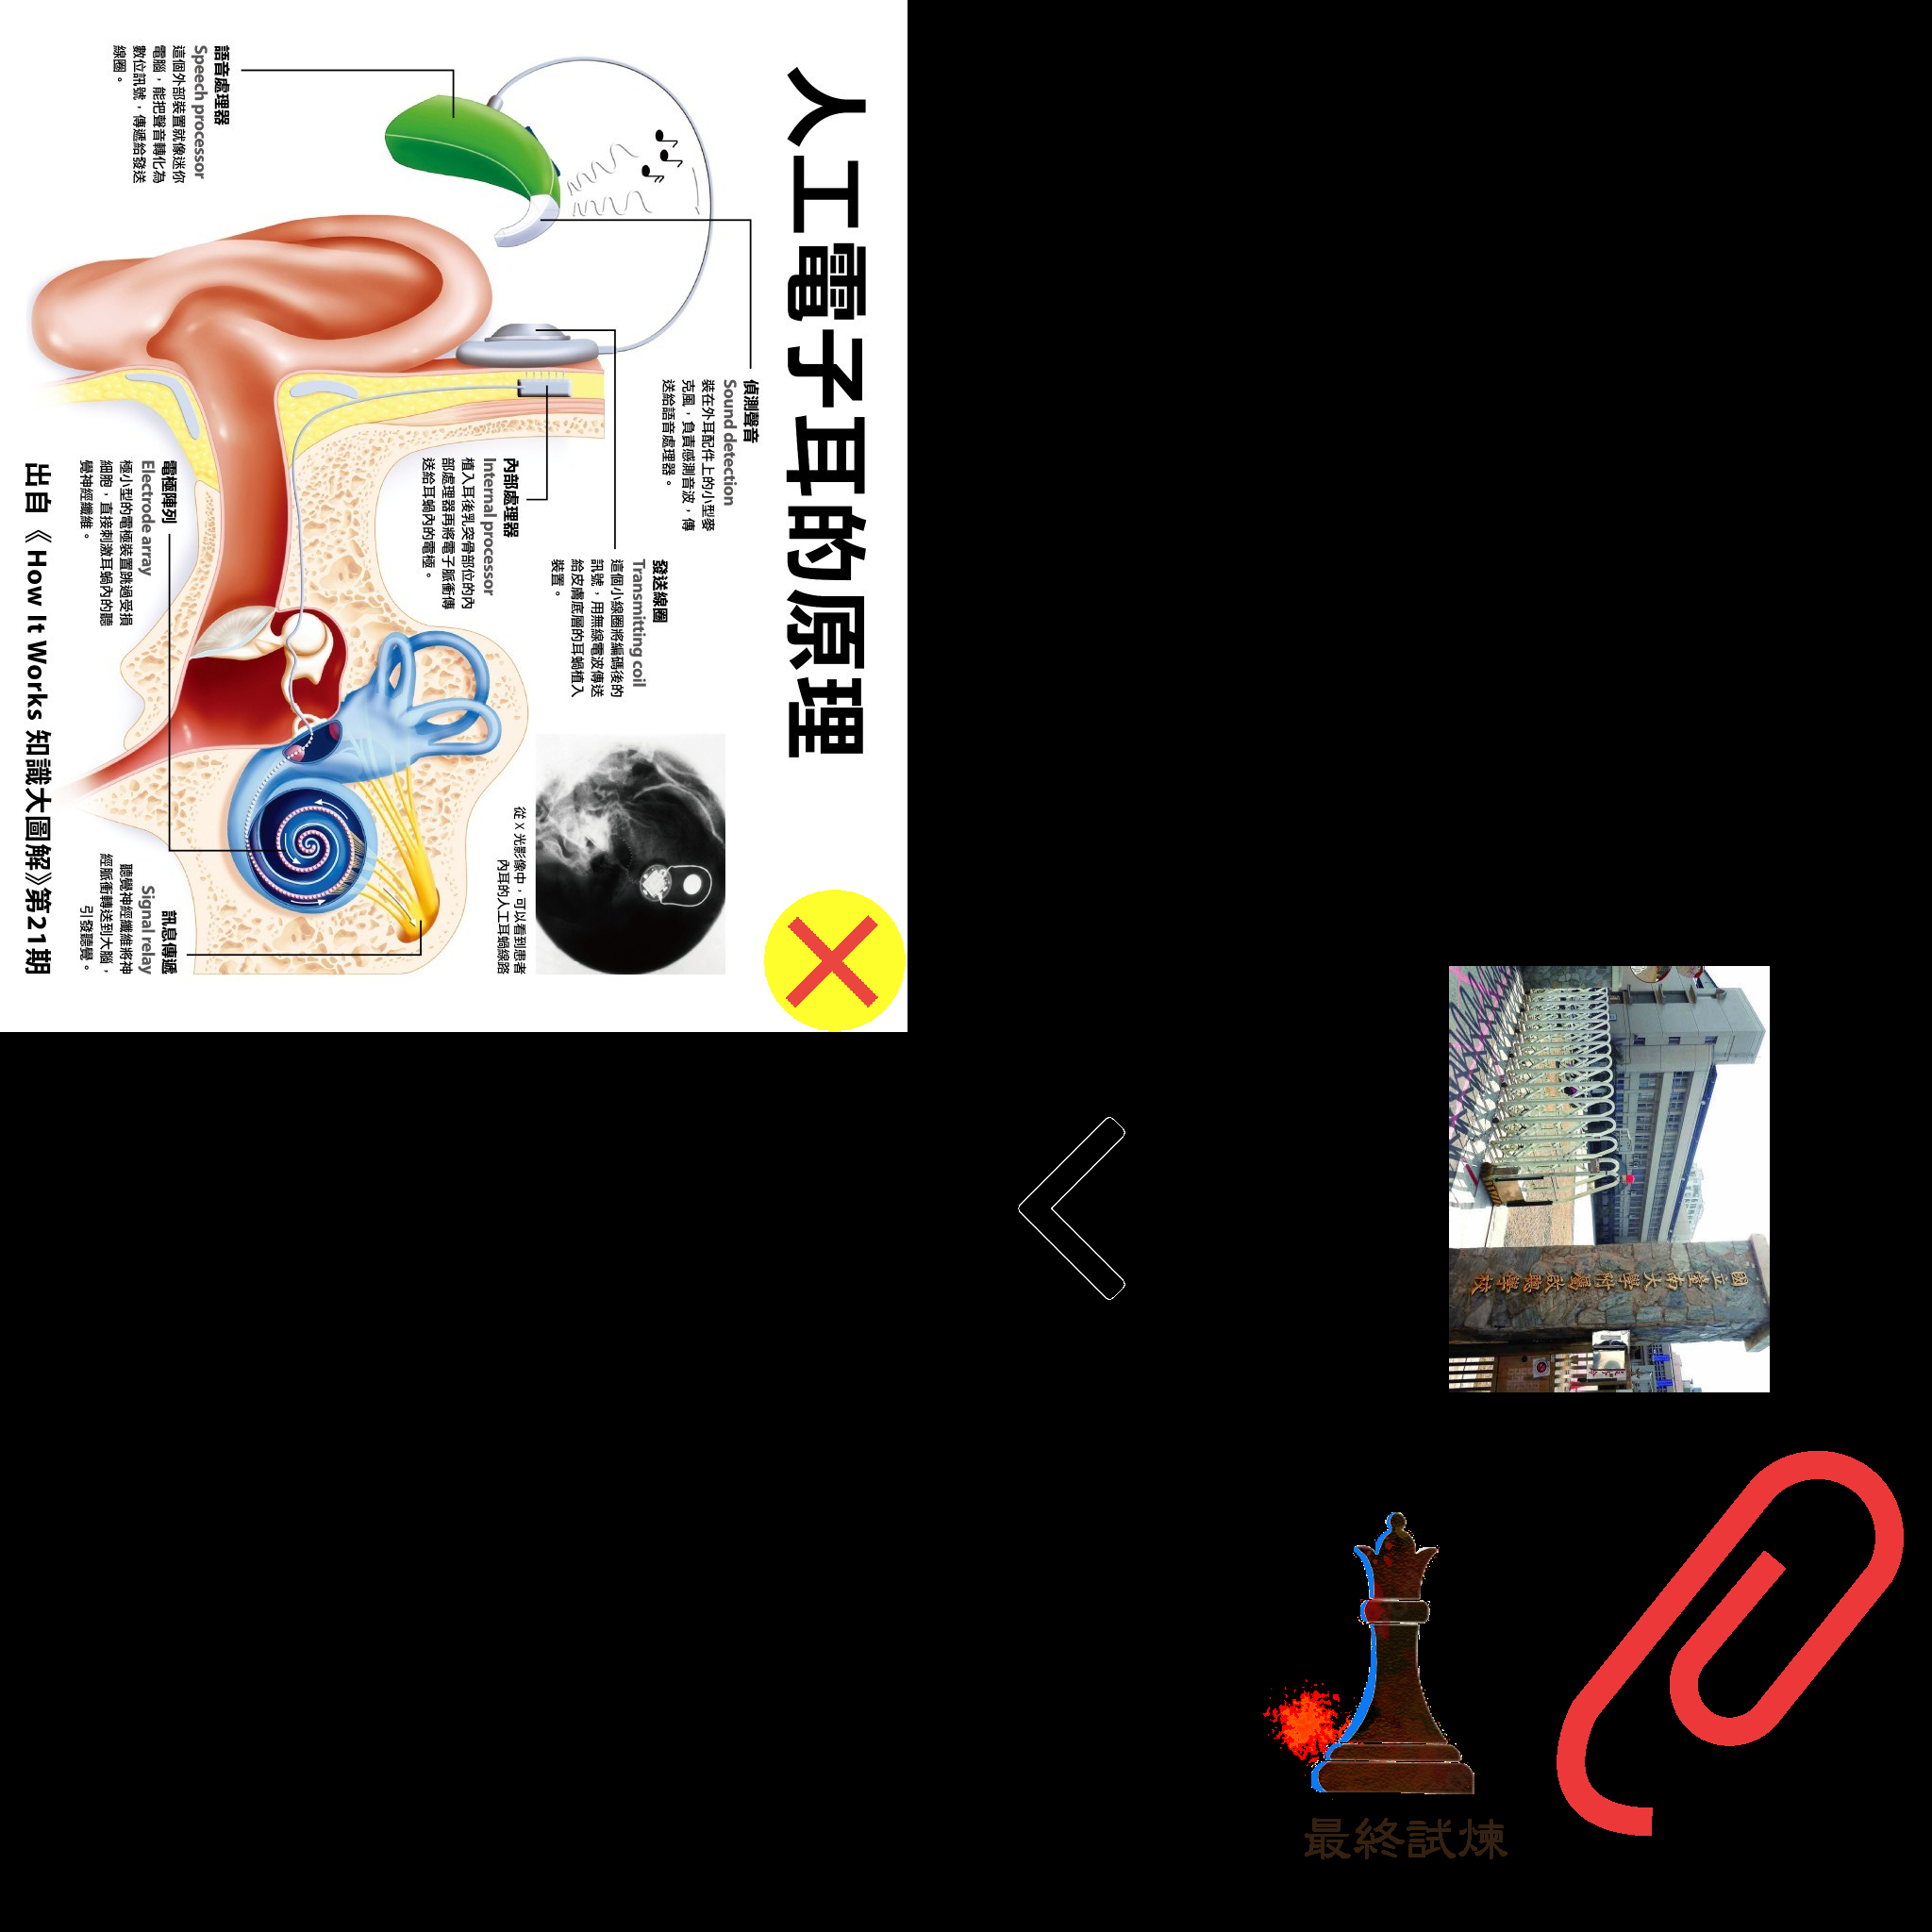 人工電子耳的原理
偵測聲音
Sound detection
裝在外耳配件上的小型麥
克風，負責感測音波，傳
送給語音處理器。
發送線圈
Transmitting coil
這個小線圈將編碼後的
訊號，用無線電波傳送
給皮膚底層的耳蝸植入
裝置。
內部處理器
Internal processor
植入耳後乳突骨部位的內
部處理器再將電子脈衝傳
送給耳蝸內的電極。
從 X 光影像中，可以看到患者
內耳的人工耳蝸線路
語音處理器
Speech processor
這個外部裝置就像迷你
電腦，能把聲音轉化為
數位訊號，傳遞給發送
線圈。
電極陣列
Electrode array
極小型的電極裝置跳過受損
細胞，直接刺激耳蝸內的聽
覺神經纖維。
訊息傳遞
Signal relay
聽覺神經纖維將神
經脈衝轉送到大腦，
引發聽覺。
出自《How It Works 知識大圖解》第21期
國立臺南大學附屬啟聰學校
最終試煉